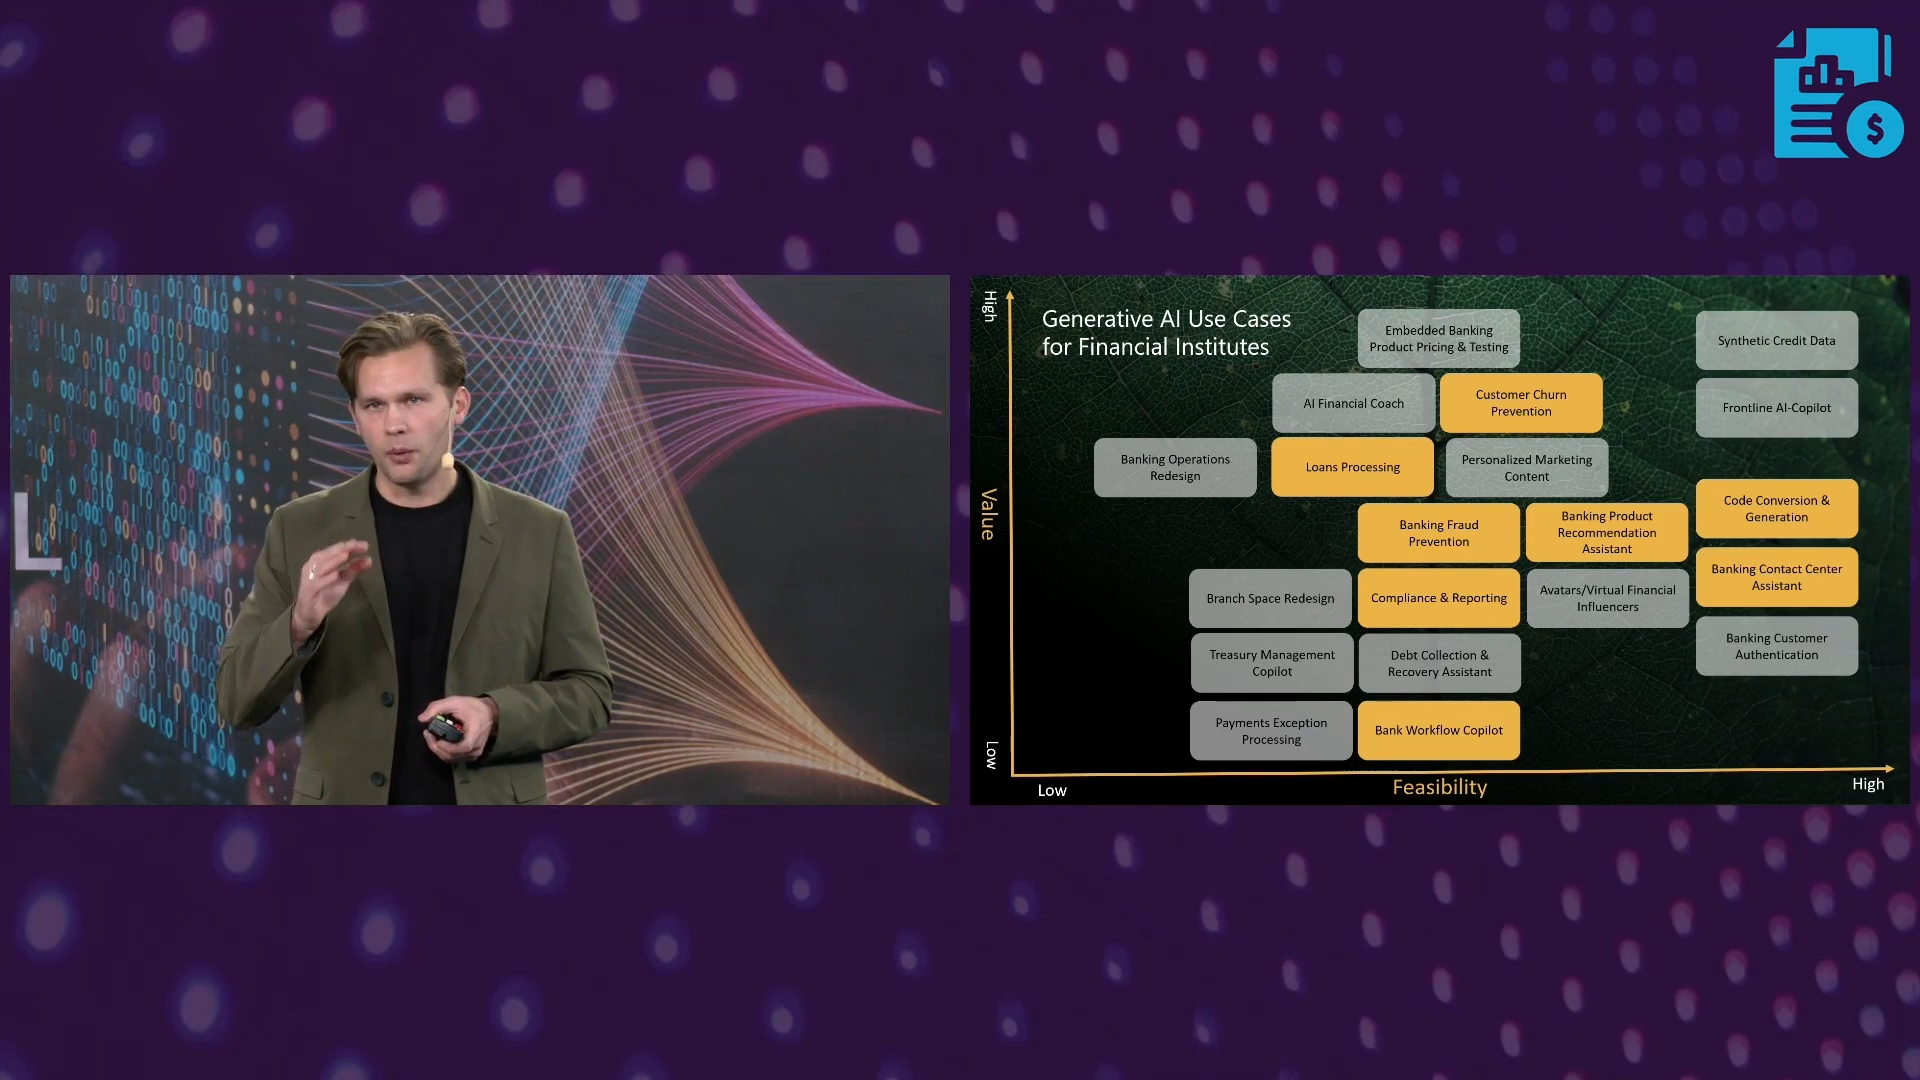 L
$
High
Generative AI Use Cases
for Financial Institutes
Embedded Banking
Product Pricing & Testing
Synthetic Credit Data
AI Financial Coach
Customer Churn
Prevention
Frontline AI-Copilot
Banking Operations
Redesign
Loans Processing
Personalized Marketing
Content
Value
Code Conversion &
Generation
Banking Fraud
Prevention
Banking Product
Recommendation
Assistant
Banking Contact Center
Assistant
Branch Space Redesign
Compliance & Reporting
Avatars/Virtual Financial
Influencers
Banking Customer
Authentication
Treasury Management
Copilot
Debt Collection &
Recovery Assistant
Payments Exception
Processing
Bank Workflow Copilot
Low
Low
Feasibility
High